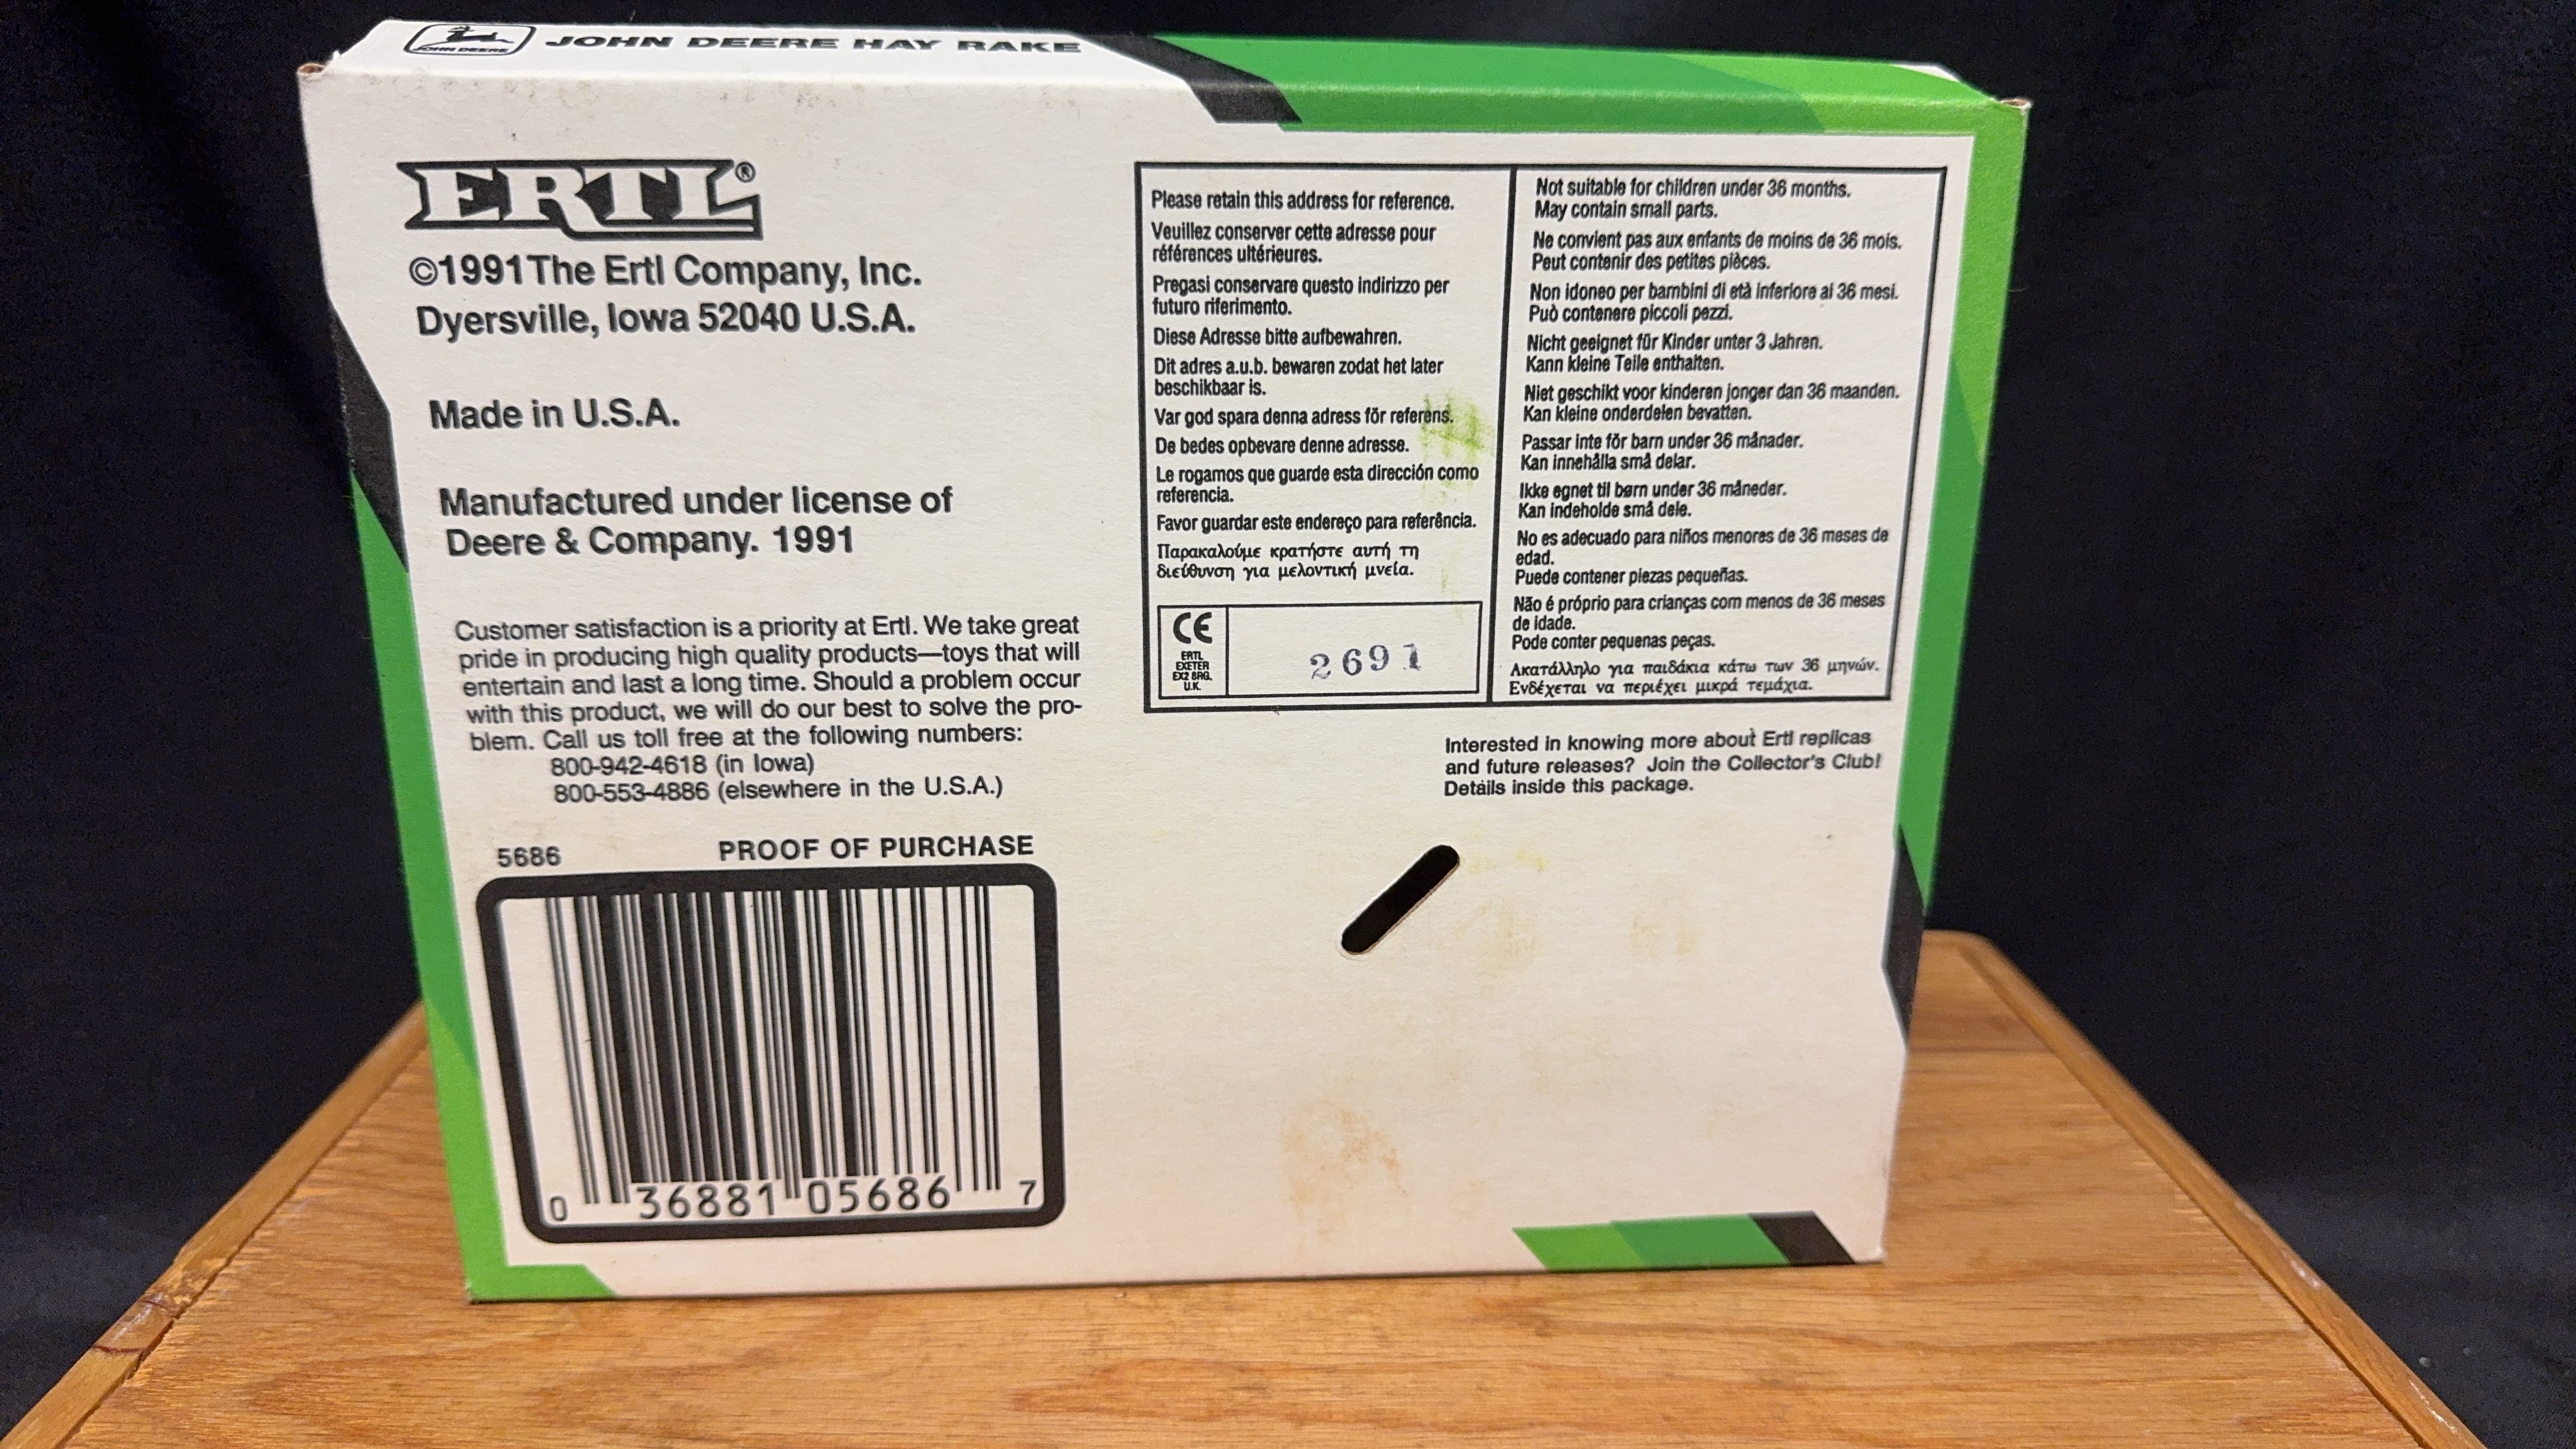 JOHN DEERE
JOHN DEERE HAY RAKE
ERTL®
©1991 The Ertl Company, Inc.
Dyersville, Iowa 52040 U.S.A.
Made in U.S.A.
Manufactured under license of
Deere & Company. 1991
Customer satisfaction is a priority at Ertl. We take great
pride in producing high quality products—toys that will
entertain and last a long time. Should a problem occur
with this product, we will do our best to solve the pro-
blem. Call us toll free at the following numbers:
800-942-4618 (in Iowa)
800-553-4886 (elsewhere in the U.S.A.)
5686
PROOF OF PURCHASE
0 36881 05686 7
Please retain this address for reference.
Veuillez conserver cette adresse pour
références ultérieures.
Pregasi conservare questo indirizzo per
futuro riferimento.
Diese Adresse bitte aufbewahren.
Dit adres a.u.b. bewaren zodat het later
beschikbaar is.
Var god spara denna adress för referens.
De bedes opbevare denne adresse.
Le rogamos que guarde esta dirección como
referencia.
Favor guardar este endereço para referência.
Παρακαλούμε κρατήστε αυτή τη
διεύθυνση για μελοντική μνεία.
CE
ERTL
EXETER
EX2 8RG.
U.K.
2691
Not suitable for children under 36 months.
May contain small parts.
Ne convient pas aux enfants de moins de 36 mois.
Peut contenir des petites pièces.
Non idoneo per bambini di età inferiore ai 36 mesi.
Può contenere piccoli pezzi.
Nicht geeignet für Kinder unter 3 Jahren.
Kann kleine Teile enthalten.
Niet geschikt voor kinderen jonger dan 36 maanden.
Kan kleine onderdelen bevatten.
Passar inte för barn under 36 månader.
Kan innehålla små delar.
Ikke egnet til børn under 36 måneder.
Kan indeholde små dele.
No es adecuado para niños menores de 36 meses de
edad.
Puede contener piezas pequeñas.
Não é próprio para crianças com menos de 36 meses
de idade.
Pode conter pequenas peças.
Ακατάλληλο για παιδάκια κάτω των 36 μηνών.
Ενδέχεται να περιέχει μικρά τεμάχια.
Interested in knowing more about Ertl replicas
and future releases? Join the Collector's Club!
Details inside this package.